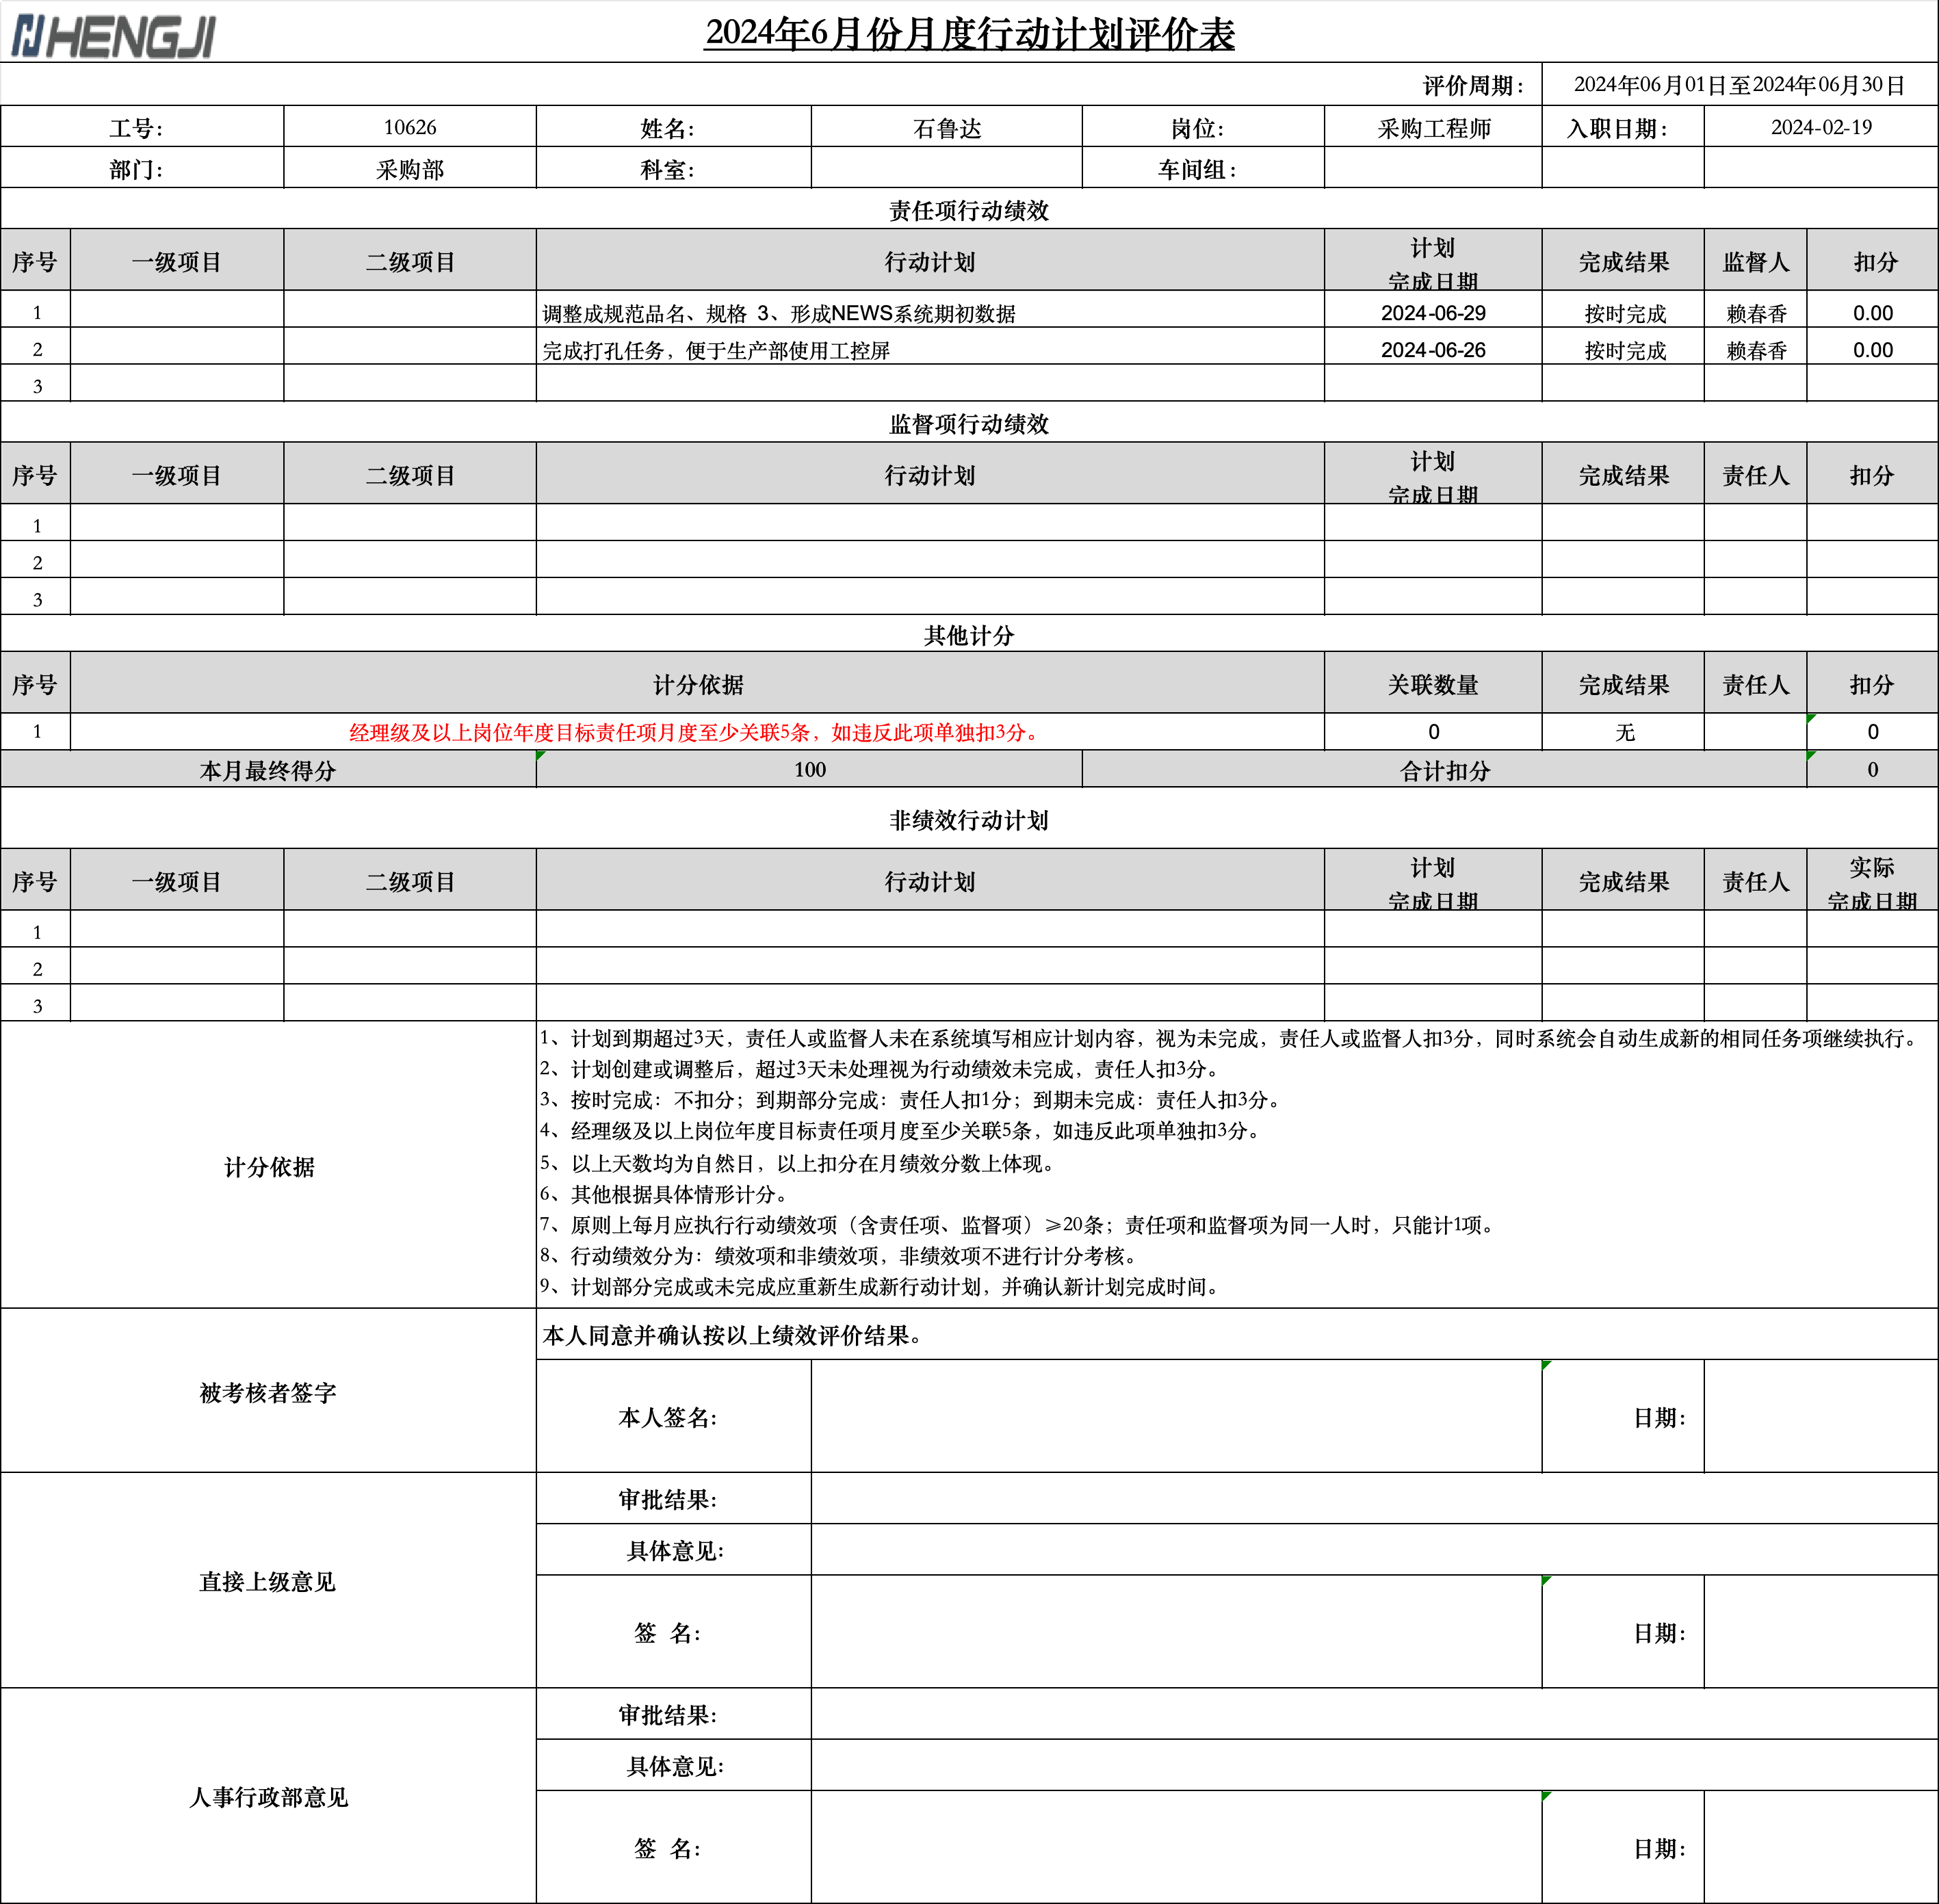 HENGJI
2024年6月份月度行动计划评价表
评价周期： 2024年06月01日至2024年06月30日
工号： 10626 姓名： 石鲁达 岗位： 采购工程师 入职日期： 2024-02-19
部门： 采购部 科室： 车间组：
责任项行动绩效
序号 一级项目 二级项目 行动计划 计划完成日期 完成结果 监督人 扣分
1 调整成规范品名、规格 3、形成NEWS系统期初数据 2024-06-29 按时完成 赖春香 0.00
2 完成打孔任务，便于生产部使用工控屏 2024-06-26 按时完成 赖春香 0.00
3
监督项行动绩效
序号 一级项目 二级项目 行动计划 计划完成日期 完成结果 责任人 扣分
1
2
3
其他计分
序号 计分依据 关联数量 完成结果 责任人 扣分
1 经理级及以上岗位年度目标责任项月度至少关联5条，如违反此项单独扣3分。 0 无 0
本月最终得分 100 合计扣分 0
非绩效行动计划
序号 一级项目 二级项目 行动计划 计划完成日期 完成结果 责任人 实际完成日期
1
2
3
计分依据
1、计划到期超过3天，责任人或监督人未在系统填写相应计划内容，视为未完成，责任人或监督人扣3分，同时系统会自动生成新的相同任务项继续执行。
2、计划创建或调整后，超过3天未处理视为行动绩效未完成，责任人扣3分。
3、按时完成：不扣分；到期部分完成：责任人扣1分；到期未完成：责任人扣3分。
4、经理级及以上岗位年度目标责任项月度至少关联5条，如违反此项单独扣3分。
5、以上天数均为自然日，以上扣分在月绩效分数上体现。
6、其他根据具体情形计分。
7、原则上每月应执行行动绩效项（含责任项、监督项）≥20条；责任项和监督项为同一人时，只能计1项。
8、行动绩效分为：绩效项和非绩效项，非绩效项不进行计分考核。
9、计划部分完成或未完成应重新生成新行动计划，并确认新计划完成时间。
被考核者签字
本人同意并确认按以上绩效评价结果。
本人签名： 日期：
直接上级意见
审批结果：
具体意见：
签 名： 日期：
人事行政部意见
审批结果：
具体意见：
签 名： 日期：